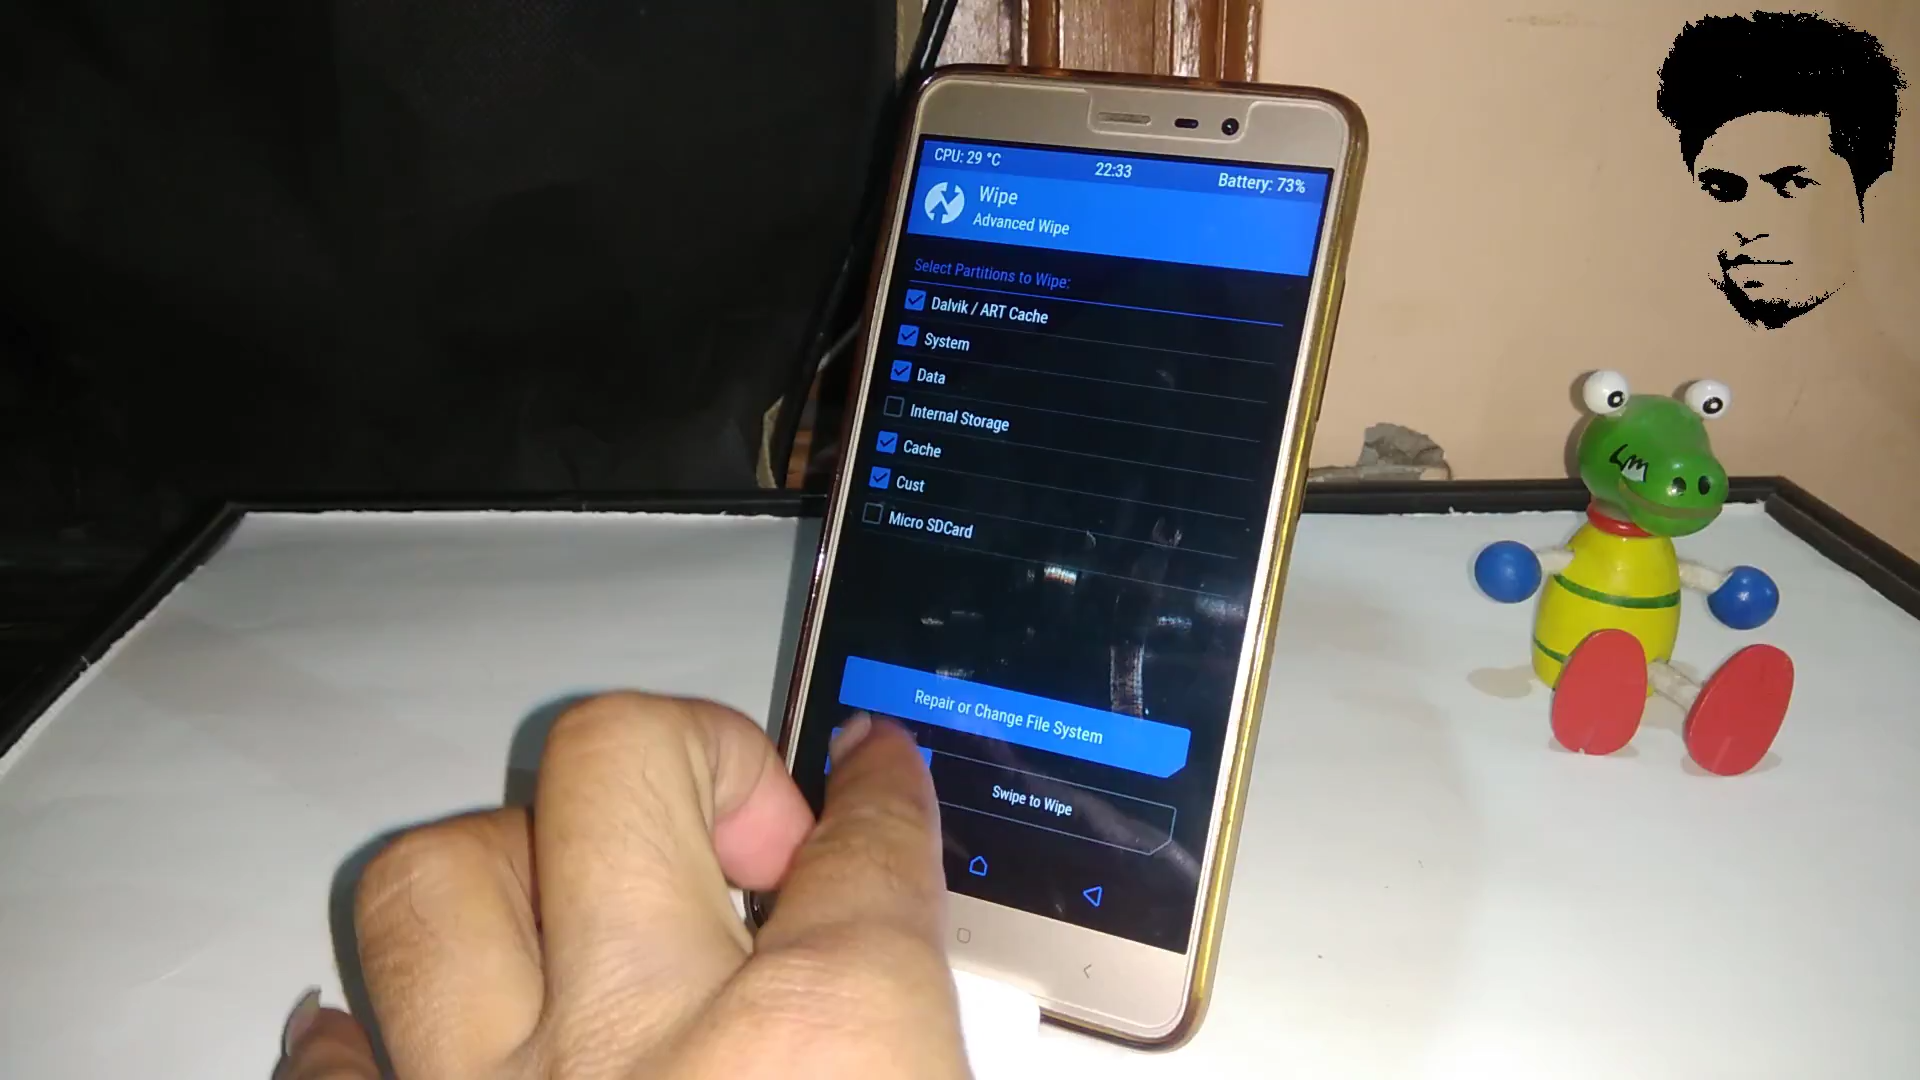 CPU: 29 °C
22:33
Battery: 73%
Wipe
Advanced Wipe
Select Partitions to Wipe:
Dalvik / ART Cache
System
Data
Internal Storage
Cache
Cust
Micro SDCard
Repair or Change File System
Swipe to Wipe